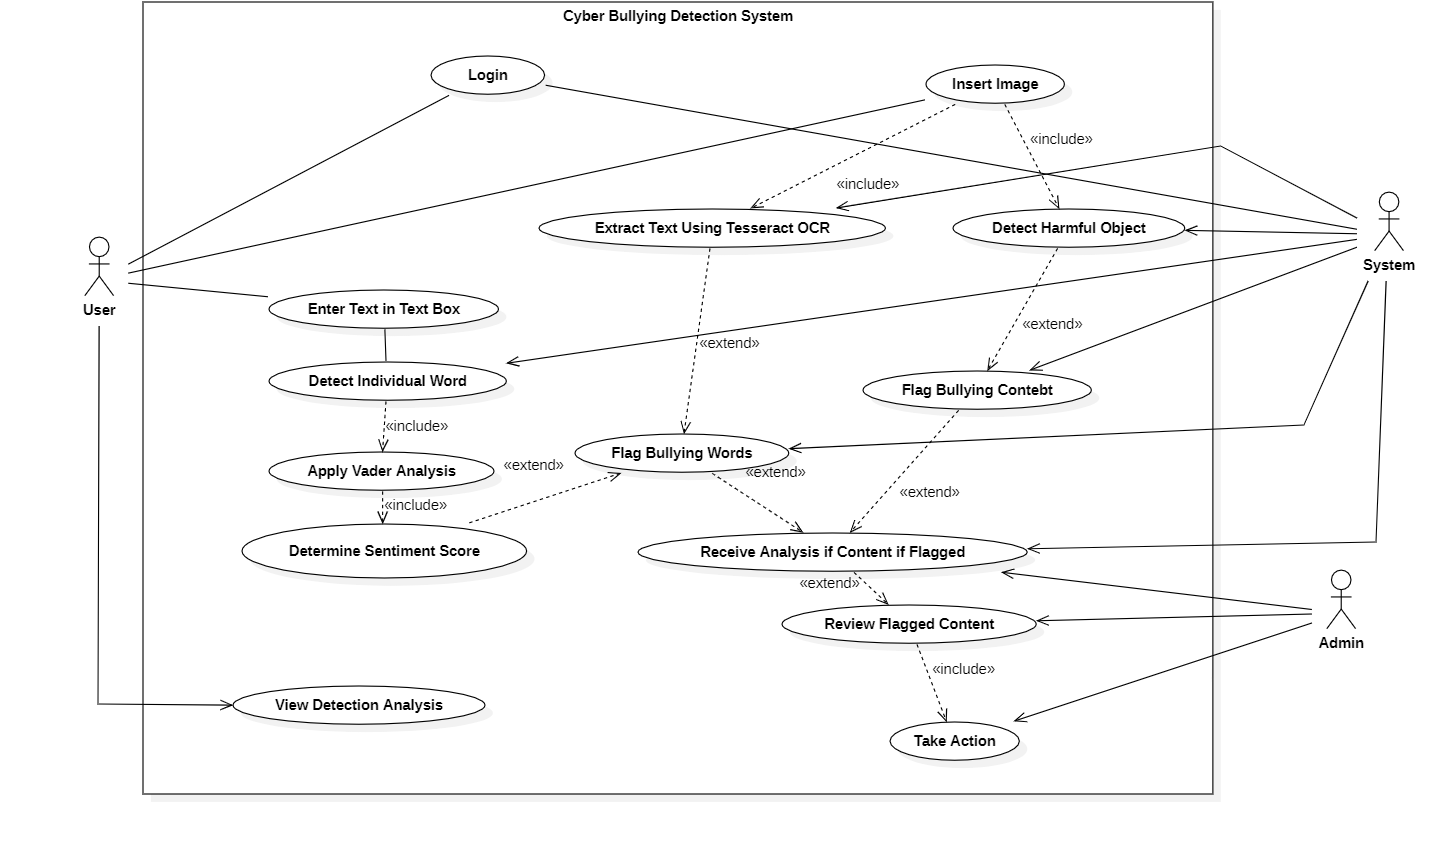 Cyber Bullying Detection System
Login
Insert Image
«include»
«include»
Extract Text Using Tesseract OCR
Detect Harmful Object
System
User
Enter Text in Text Box
«extend»
«extend»
Detect Individual Word
Flag Bullying Contebt
«include»
Flag Bullying Words
Apply Vader Analysis
«extend»
«extend»
«extend»
«include»
Determine Sentiment Score
Receive Analysis if Content if Flagged
«extend»
Review Flagged Content
Admin
«include»
View Detection Analysis
Take Action